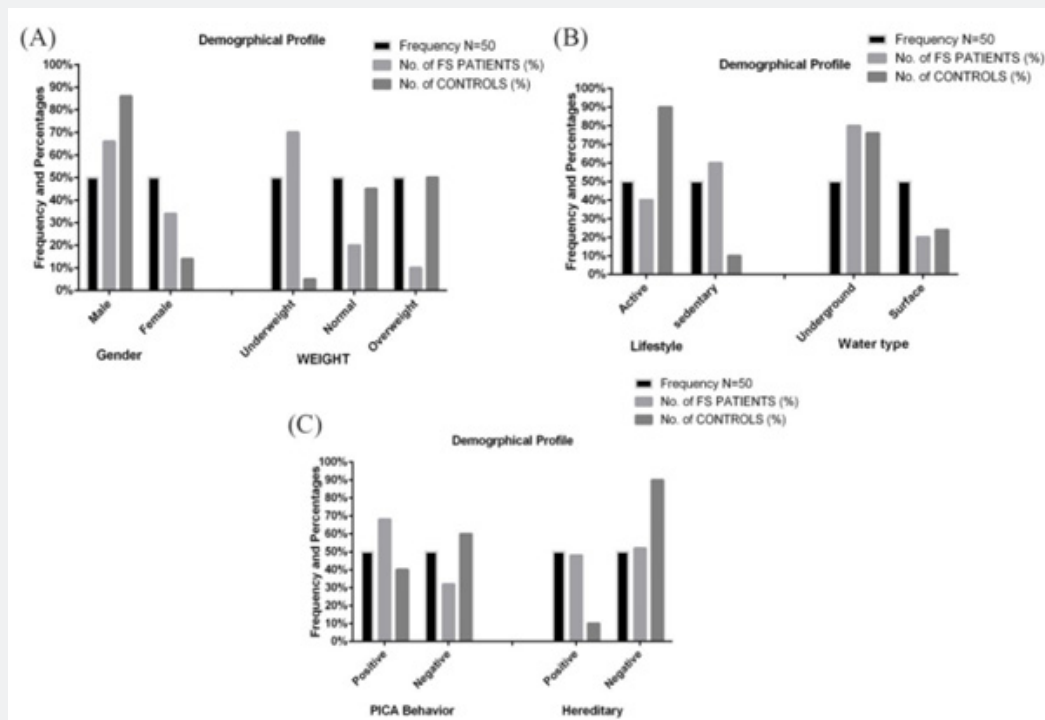 (A)
Demogrphical Profile
Frequency N=50
No. of FS PATIENTS (%)
No. of CONTROLS (%)
Frequency and Percentages
100%
90%
80%
70%
60%
50%
40%
30%
20%
10%
0%
Male
Female
Underweight
Normal
Overweight
Gender
WEIGHT
(B)
Demogrphical Profile
Frequency N=50
No. of FS PATIENTS (%)
No. of CONTROLS (%)
Frequency and Percentages
100%
90%
80%
70%
60%
50%
40%
30%
20%
10%
0%
Active
sedentary
Underground
Surface
Lifestyle
Water type
(C)
Demogrphical Profile
Frequency N=50
No. of FS PATIENTS (%)
No. of CONTROLS (%)
Frequency and Percentages
100%
90%
80%
70%
60%
50%
40%
30%
20%
10%
0%
Positive
Negative
Positive
Negative
PICA Behavior
Hereditary